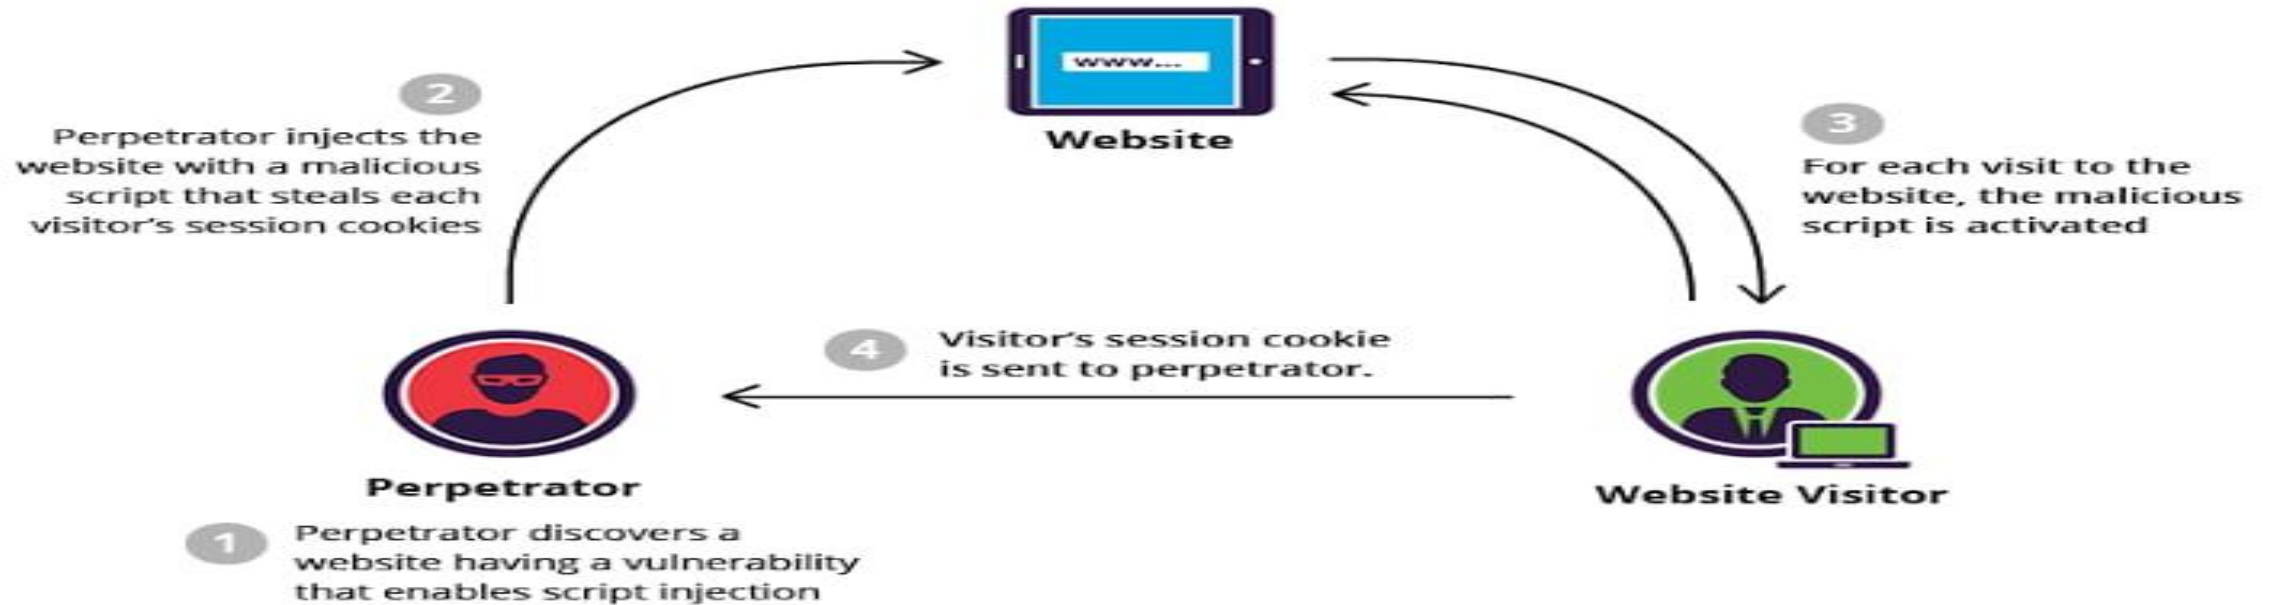 www...
Website
2
Perpetrator injects the
website with a malicious
script that steals each
visitor's session cookies
3
For each visit to the
website, the malicious
script is activated
4
Visitor's session cookie
is sent to perpetrator.
Perpetrator
Website Visitor
1
Perpetrator discovers a
website having a vulnerability
that enables script injection